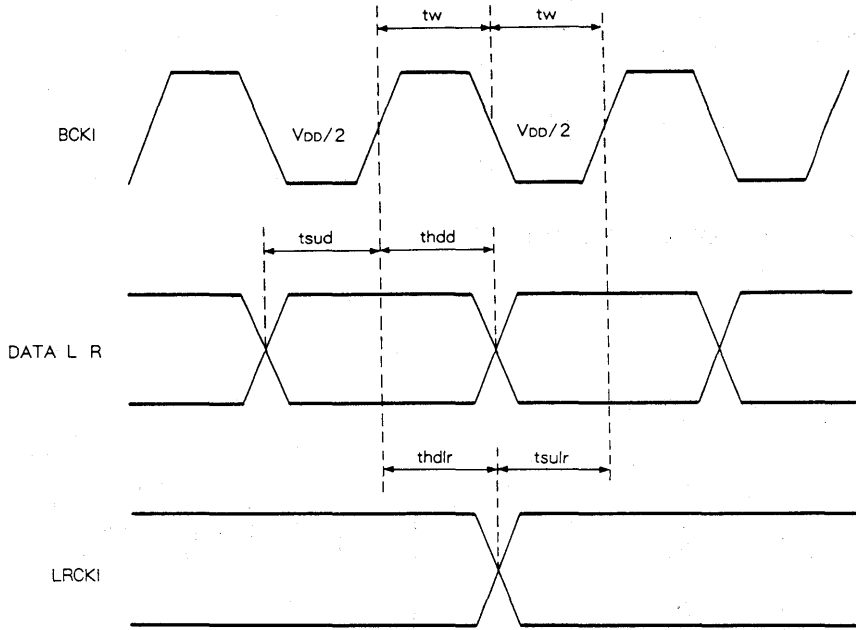 tw tw
BCKI VDD/2 VDD/2
tsud thdd
DATA L R
thdlr tsulr
LRCKI